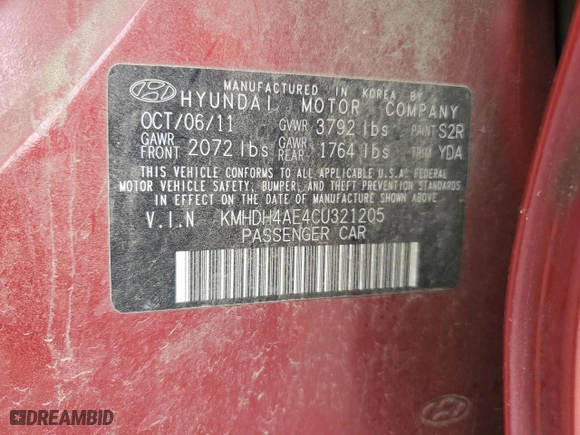 MANUFACTURED IN KOREA BY
HYUNDAI MOTOR COMPANY
OCT/06/11 GVWR 3792 lbs PAINT S2R
GAWR FRONT 2072 lbs GAWR REAR 1764 lbs TRIM YDA
THIS VEHICLE CONFORMS TO ALL APPLICABLE U.S.A. FEDERAL
MOTOR VEHICLE SAFETY, BUMPER, AND THEFT PREVENTION STANDARDS
IN EFFECT ON THE DATE OF MANUFACTURE SHOWN ABOVE.
V.I.N KMHDH4AE4CU321205
PASSENGER CAR
DREAMBID